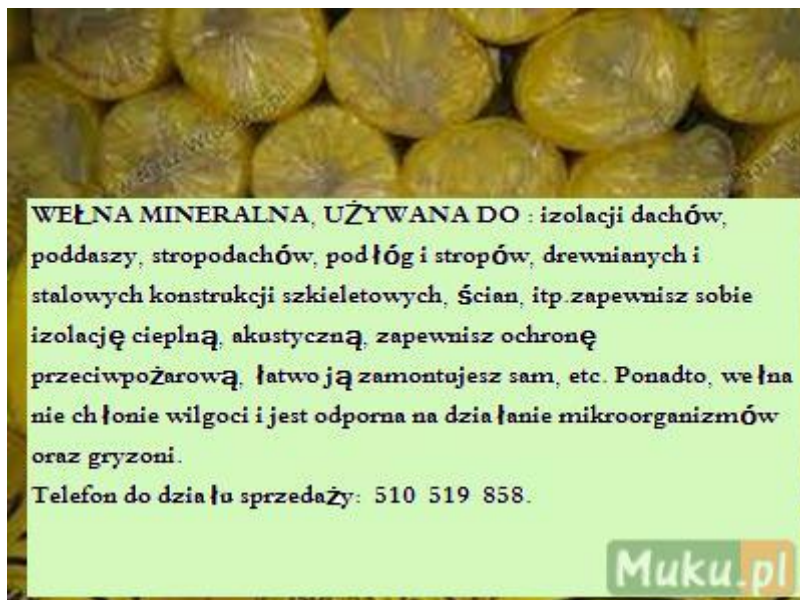 WEŁNA MINERALNA, UŻYWANA DO : izolacji dachów,
poddaszy, stropodachów, podłóg i stropów, drewnianych i
stalowych konstrukcji szkieletowych, ścian, itp.zapewnisz sobie
izolację cieplną, akustyczną, zapewnisz ochronę
przeciwpożarową, łatwo ją zamontujesz sam, etc. Ponadto, wełna
nie chłonie wilgoci i jest odporna na działanie mikroorganizmów
oraz gryzoni.
Telefon do działu sprzedaży: 510 519 858.
Muku.pl